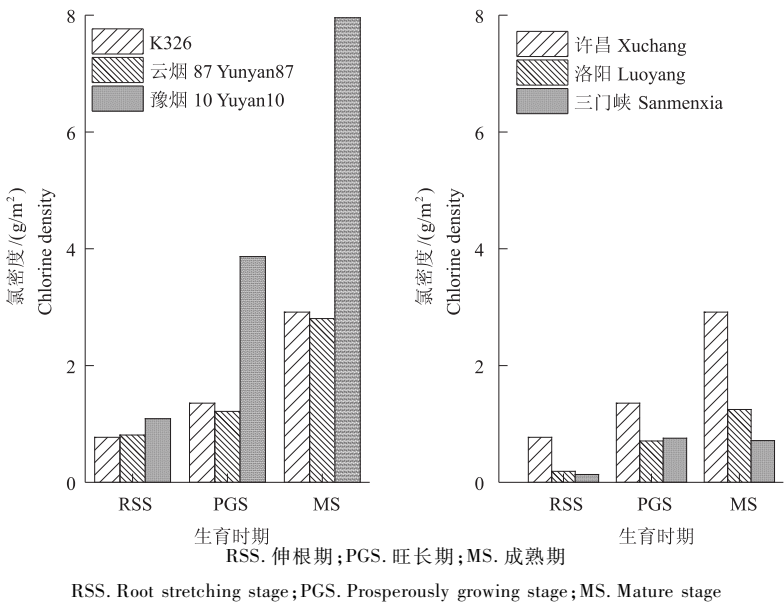 8
6
4
2
0
氯密度/(g/m²)
Chlorine density
K326
云烟 87 Yunyan87
豫烟 10 Yuyan10
RSS
PGS
MS
生育时期
8
6
4
2
0
氯密度/(g/m²)
Chlorine density
许昌 Xuchang
洛阳 Luoyang
三门峡 Sanmenxia
RSS
PGS
MS
生育时期
RSS. 伸根期;PGS. 旺长期;MS. 成熟期
RSS. Root stretching stage;PGS. Prosperously growing stage;MS. Mature stage